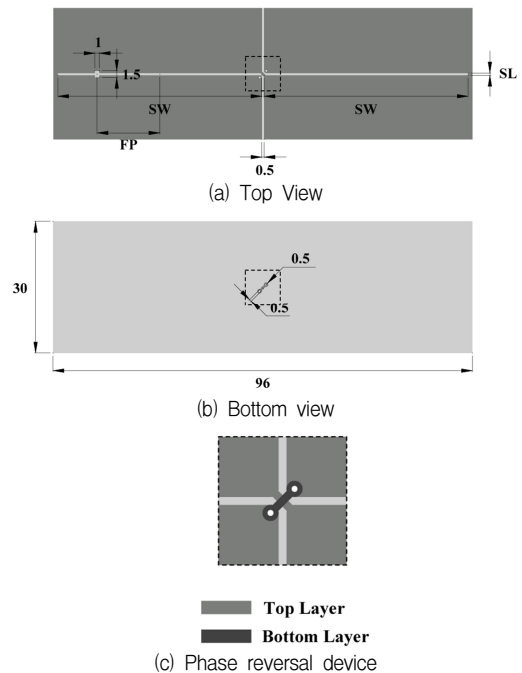 1
1.5
SL
SW
SW
FP
0.5
(a) Top View
0.5
30
0.5
96
(b) Bottom view
Top Layer
Bottom Layer
(c) Phase reversal device